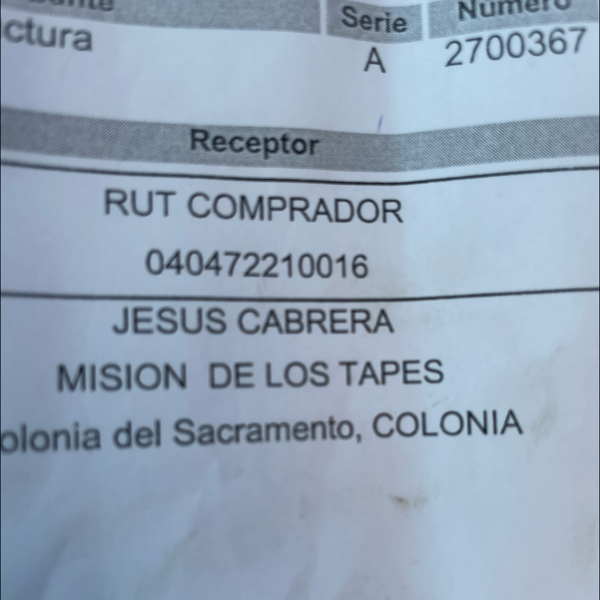 Serie Número
ctura A 2700367
Receptor
RUT COMPRADOR
040472210016
JESUS CABRERA
MISION DE LOS TAPES
olonia del Sacramento, COLONIA